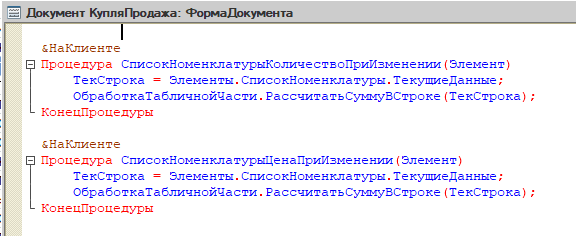 Документ КупляПродажа: ФормаДокумента
&НаКлиенте
Процедура СписокНоменклатурыКоличествоПриИзменении(Элемент)
ТекСтрока = Элементы.СписокНоменклатуры.ТекущиеДанные;
ОбработкаТабличнойЧасти.РассчитатьСуммуВСтроке(ТекСтрока);
КонецПроцедуры
&НаКлиенте
Процедура СписокНоменклатурыЦенаПриИзменении(Элемент)
ТекСтрока = Элементы.СписокНоменклатуры.ТекущиеДанные;
ОбработкаТабличнойЧасти.РассчитатьСуммуВСтроке(ТекСтрока);
КонецПроцедуры